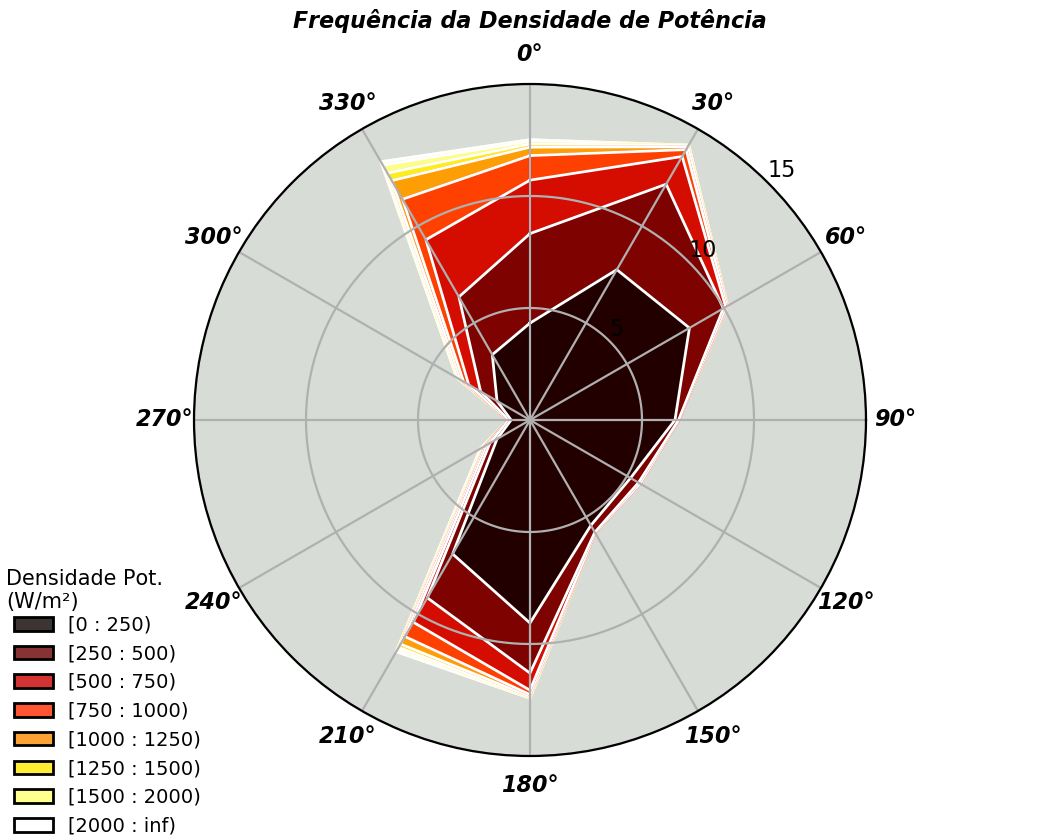 Frequência da Densidade de Potência
0°
330°
30°
15
300°
60°
10
5
270°
90°
240°
120°
210°
150°
180°
Densidade Pot.
(W/m²)
[0 : 250)
[250 : 500)
[500 : 750)
[750 : 1000)
[1000 : 1250)
[1250 : 1500)
[1500 : 2000)
[2000 : inf)